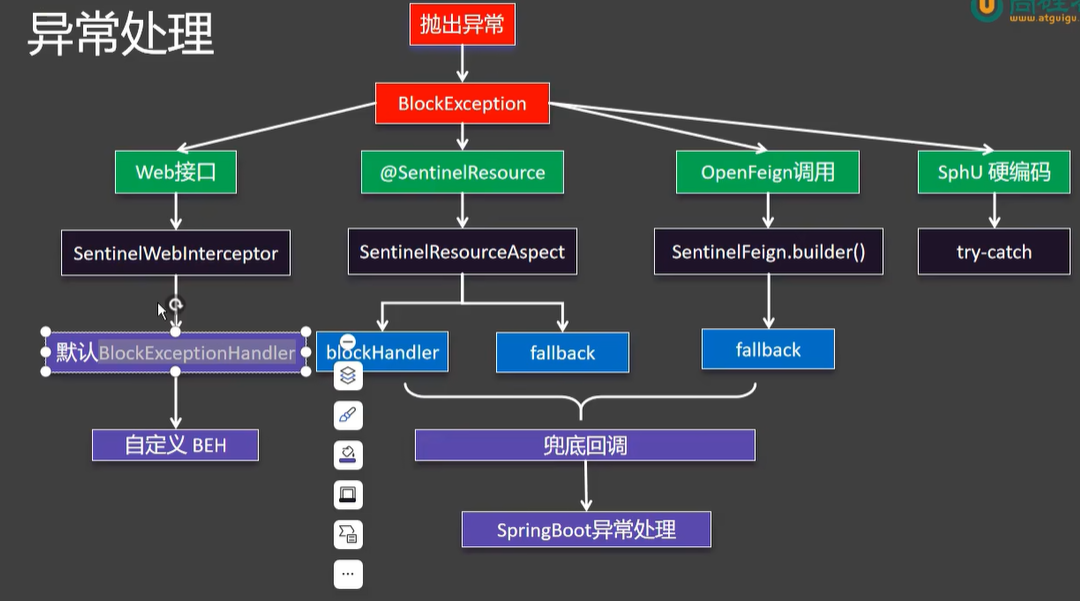 异常处理
抛出异常
www.atguigu
BlockException
Web接口
@SentinelResource
OpenFeign调用
SphU 硬编码
SentinelWebInterceptor
SentinelResourceAspect
SentinelFeign.builder()
try-catch
默认BlockExceptionHandler
blockHandler
fallback
fallback
自定义 BEH
兜底回调
SpringBoot异常处理